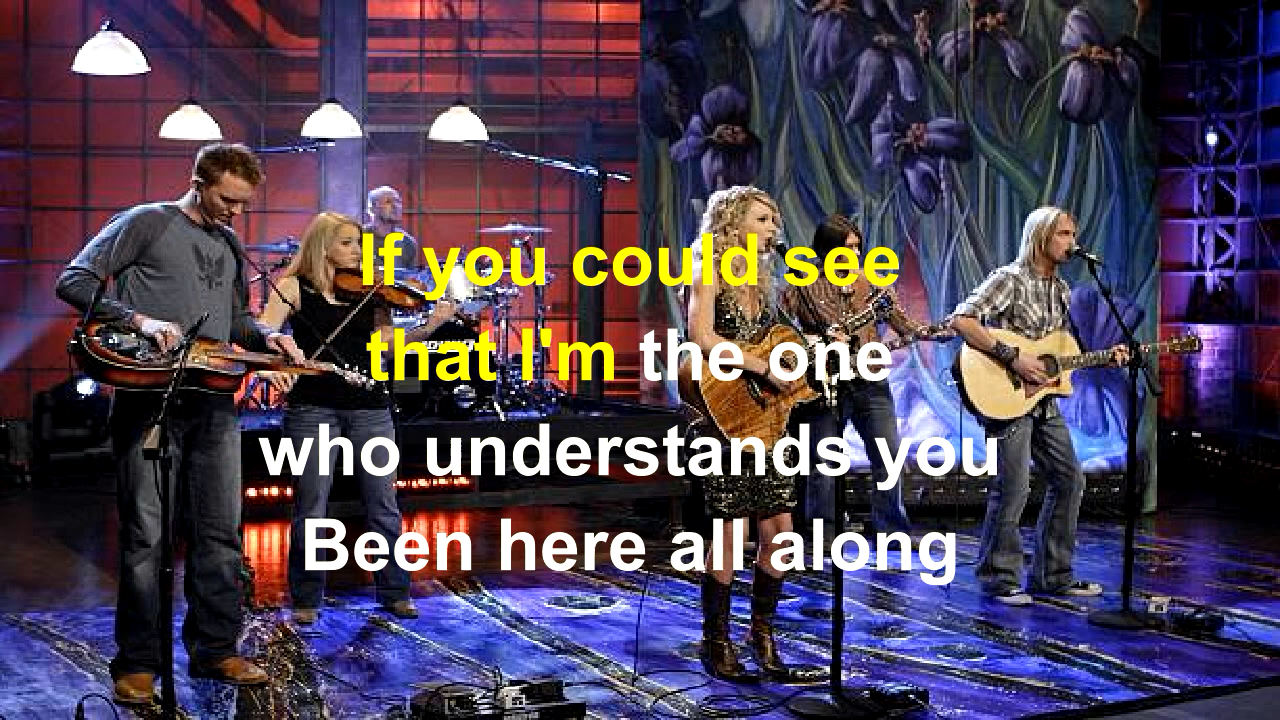 If you could see
that I'm the one
who understands you
Been here all along